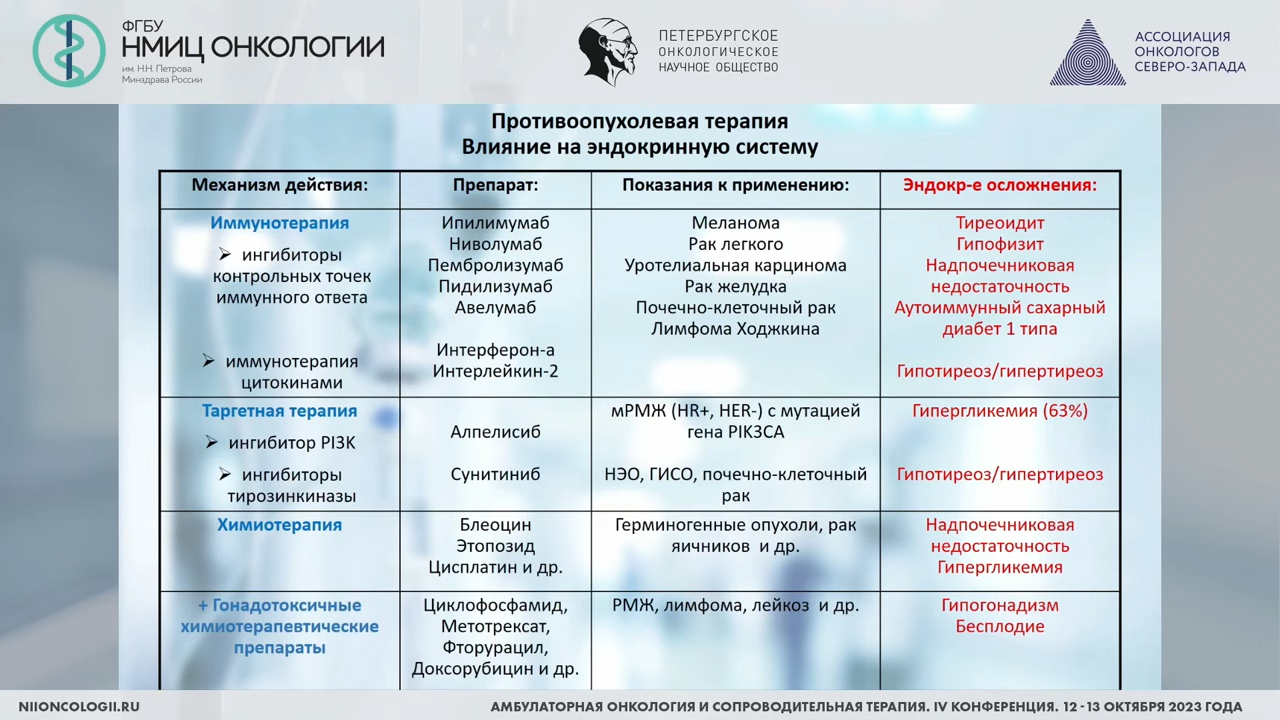 ФГБУ
НМИЦ ОНКОЛОГИИ
им. Н.Н. Петрова
Минздрава России
ПЕТЕРБУРГСКОЕ
ОНКОЛОГИЧЕСКОЕ
НАУЧНОЕ ОБЩЕСТВО
АССОЦИАЦИЯ
ОНКОЛОГОВ
СЕВЕРО-ЗАПАДА
Противоопухолевая терапия
Влияние на эндокринную систему
Механизм действия:
Препарат:
Показания к применению:
Эндокр-е осложнения:
Иммунотерапия
ингибиторы
контрольных точек
иммунного ответа
иммунотерапия
цитокинами
Ипилимумаб
Ниволумаб
Пембролизумаб
Пидилизумаб
Авелумаб
Интерферон-а
Интерлейкин-2
Меланома
Рак легкого
Уротелиальная карцинома
Рак желудка
Почечно-клеточный рак
Лимфома Ходжкина
Тиреоидит
Гипофизит
Надпочечниковая
недостаточность
Аутоиммунный сахарный
диабет 1 типа
Гипотиреоз/гипертиреоз
Таргетная терапия
ингибитор PI3K
ингибиторы
тирозинкиназы
Алпелисиб
Сунитиниб
мРМЖ (HR+, HER-) с мутацией
гена PIK3CA
НЭО, ГИСО, почечно-клеточный
рак
Гипергликемия (63%)
Гипотиреоз/гипертиреоз
Химиотерапия
Блеоцин
Этопозид
Цисплатин и др.
Герминогенные опухоли, рак
яичников и др.
Надпочечниковая
недостаточность
Гипергликемия
+ Гонадотоксичные
химиотерапевтические
препараты
Циклофосфамид,
Метотрексат,
Фторурацил,
Доксорубицин и др.
РМЖ, лимфома, лейкоз и др.
Гипогонадизм
Бесплодие
NIIONCOLOGII.RU
АМБУЛАТОРНАЯ ОНКОЛОГИЯ И СОПРОВОДИТЕЛЬНАЯ ТЕРАПИЯ. IV КОНФЕРЕНЦИЯ. 12 - 13 ОКТЯБРЯ 2023 ГОДА